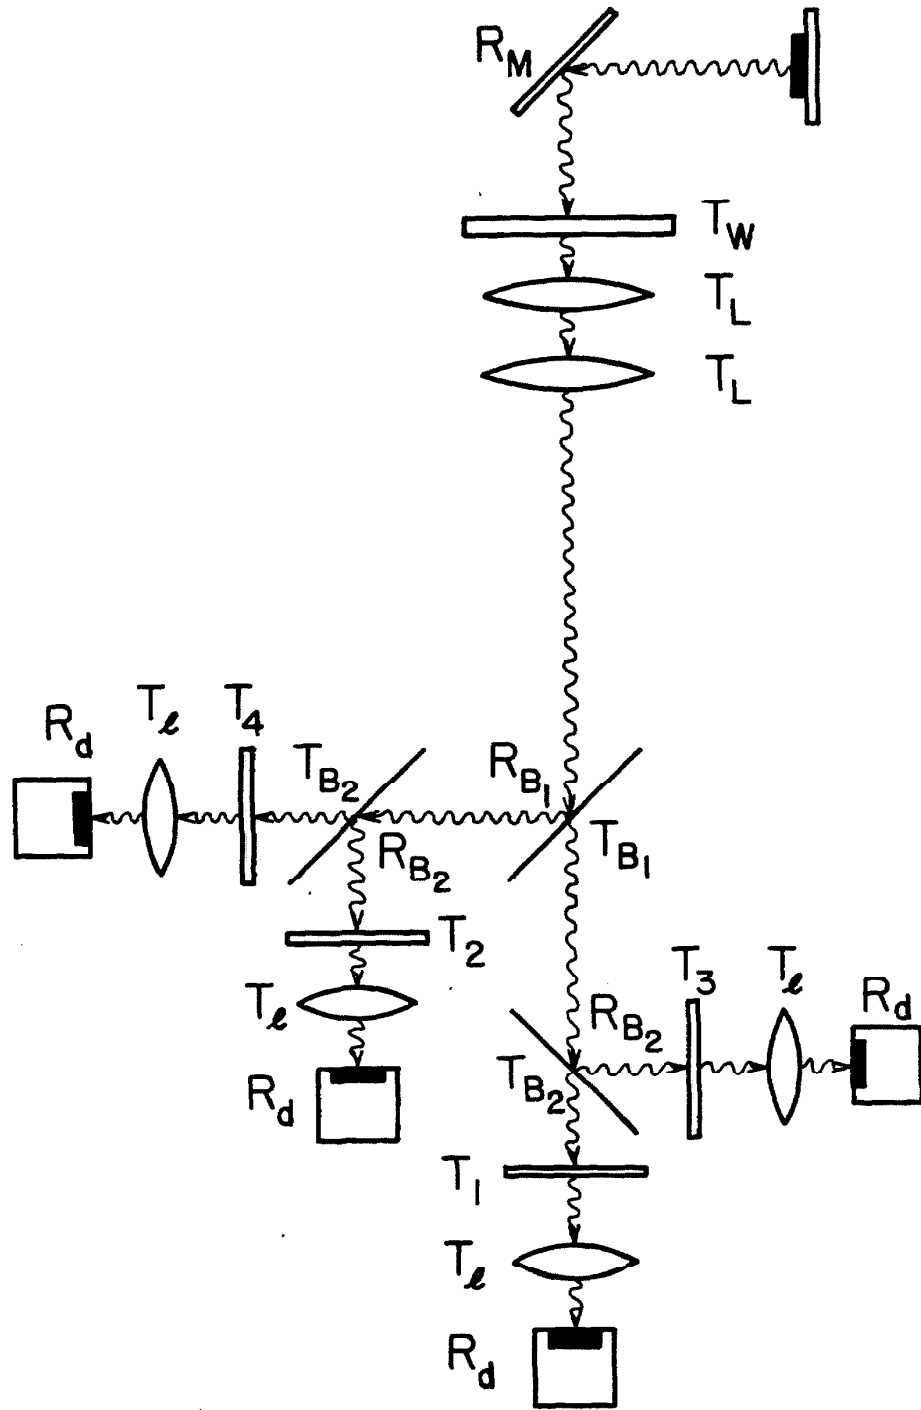 R_M
T_W
T_L
T_L
R_d
T_ℓ
T_4
T_B₂
R_B₁
T_B₁
R_B₂
T_2
T_ℓ
R_d
R_B₂
T_3
T_ℓ
R_d
T_B₂
T_1
T_ℓ
R_d